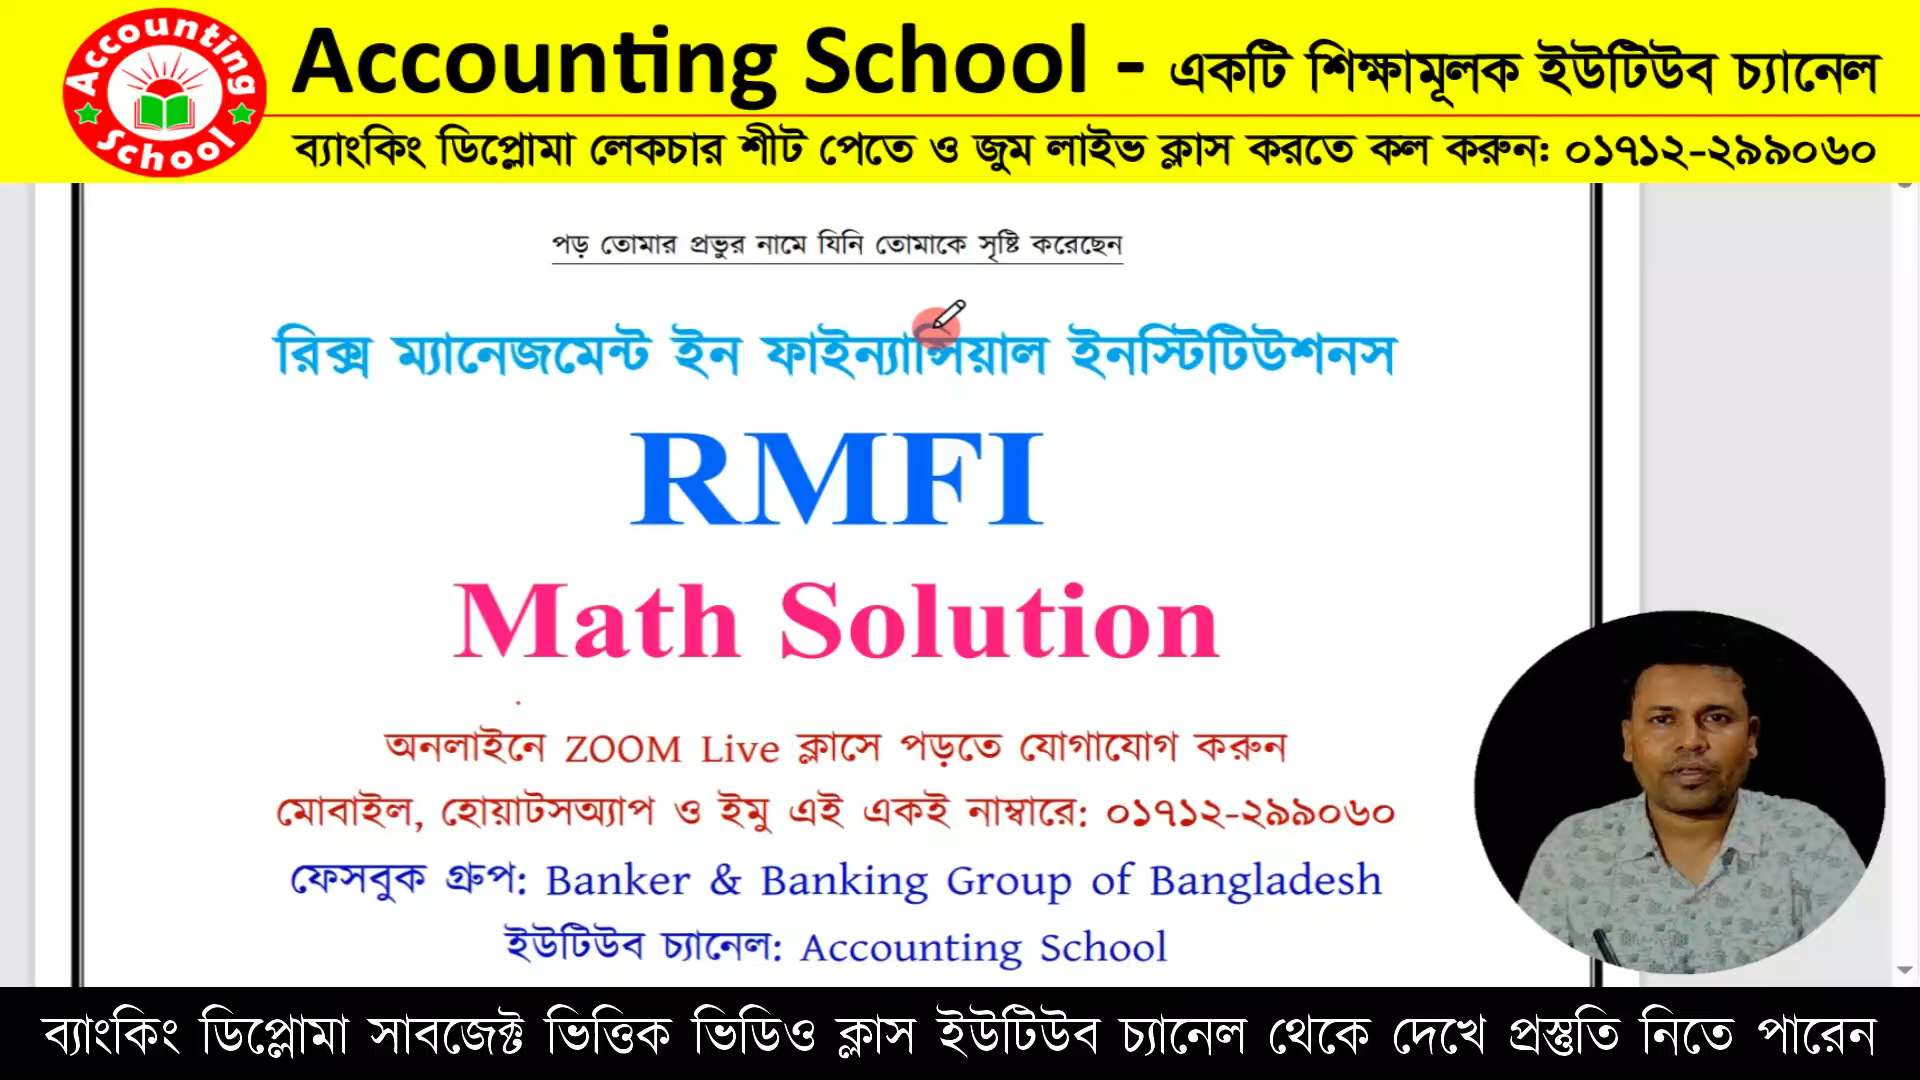 Accounting School
Accounting School - একটি শিক্ষামূলক ইউটিউব চ্যানেল
ব্যাংকিং ডিপ্লোমা লেকচার শীট পেতে ও জুম লাইভ ক্লাস করতে কল করুন: ০১৭১২-২৯৯০৬০
পড় তোমার প্রভুর নামে যিনি তোমাকে সৃষ্টি করেছেন
রিক্স ম্যানেজমেন্ট ইন ফাইন্যান্সিয়াল ইনস্টিটিউশনস
RMFI
Math Solution
অনলাইনে ZOOM Live ক্লাসে পড়তে যোগাযোগ করুন
মোবাইল, হোয়াটসঅ্যাপ ও ইমু এই একই নাম্বারে: ০১৭১২-২৯৯০৬০
ফেসবুক গ্রুপ: Banker & Banking Group of Bangladesh
ইউটিউব চ্যানেল: Accounting School
ব্যাংকিং ডিপ্লোমা সাবজেক্ট ভিত্তিক ভিডিও ক্লাস ইউটিউব চ্যানেল থেকে দেখে প্রস্তুতি নিতে পারেন